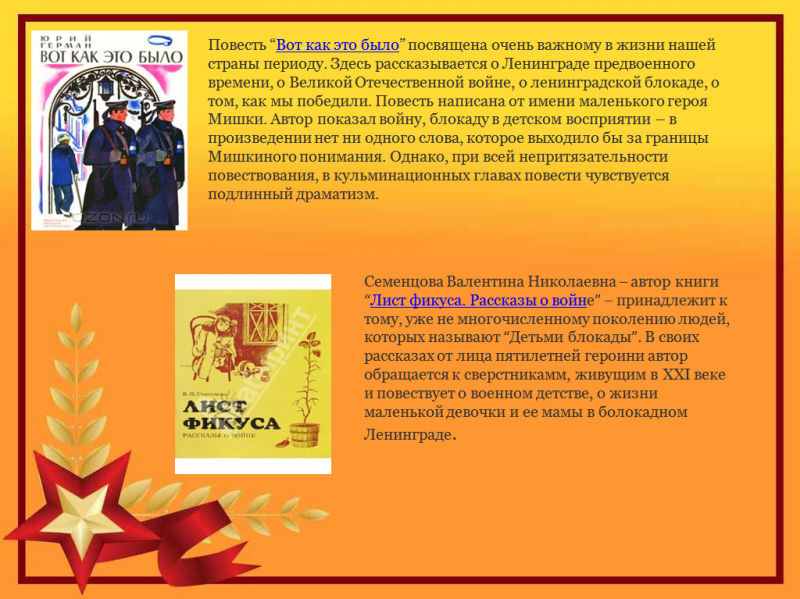 ЮРИЙ
ГЕРМАН
ВОТ КАК ЭТО БЫЛО
ozon.ru
Повесть “Вот как это было” посвящена очень важному в жизни нашей
страны периоду. Здесь рассказывается о Ленинграде предвоенного
времени, о Великой Отечественной войне, о ленинградской блокаде, о
том, как мы победили. Повесть написана от имени маленького героя
Мишки. Автор показал войну, блокаду в детском восприятии – в
произведении нет ни одного слова, которое выходило бы за границы
Мишкиного понимания. Однако, при всей непритязательности
повествования, в кульминационных главах повести чувствуется
подлинный драматизм.
В. Н. Семенцова
ЛИСТ
ФИКУСА
РАССКАЗЫ О ВОЙНЕ
Семенцова Валентина Николаевна – автор книги
"Лист фикуса. Рассказы о войне" – принадлежит к
тому, уже не многочисленному поколению людей,
которых называют "Детьми блокады". В своих
рассказах от лица пятилетней героини автор
обращается к сверстникамм, живущим в XXI веке
и повествует о военном детстве, о жизни
маленькой девочки и ее мамы в болокадном
Ленинграде.